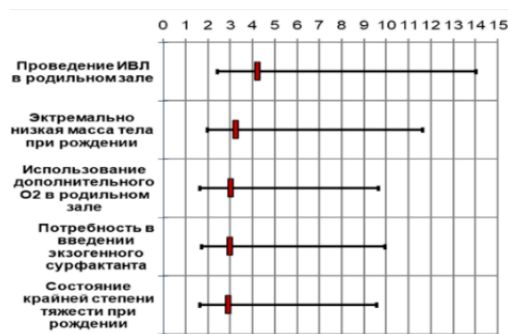 0 1 2 3 4 5 6 7 8 9 10 11 12 13 14 15
Проведение ИВЛ
в родильном зале
Эктремально
низкая масса тела
при рождении
Использование
дополнительного
О2 в родильном
зале
Потребность в
введении
экзогенного
сурфактанта
Состояние
крайней степени
тяжести при
рождении